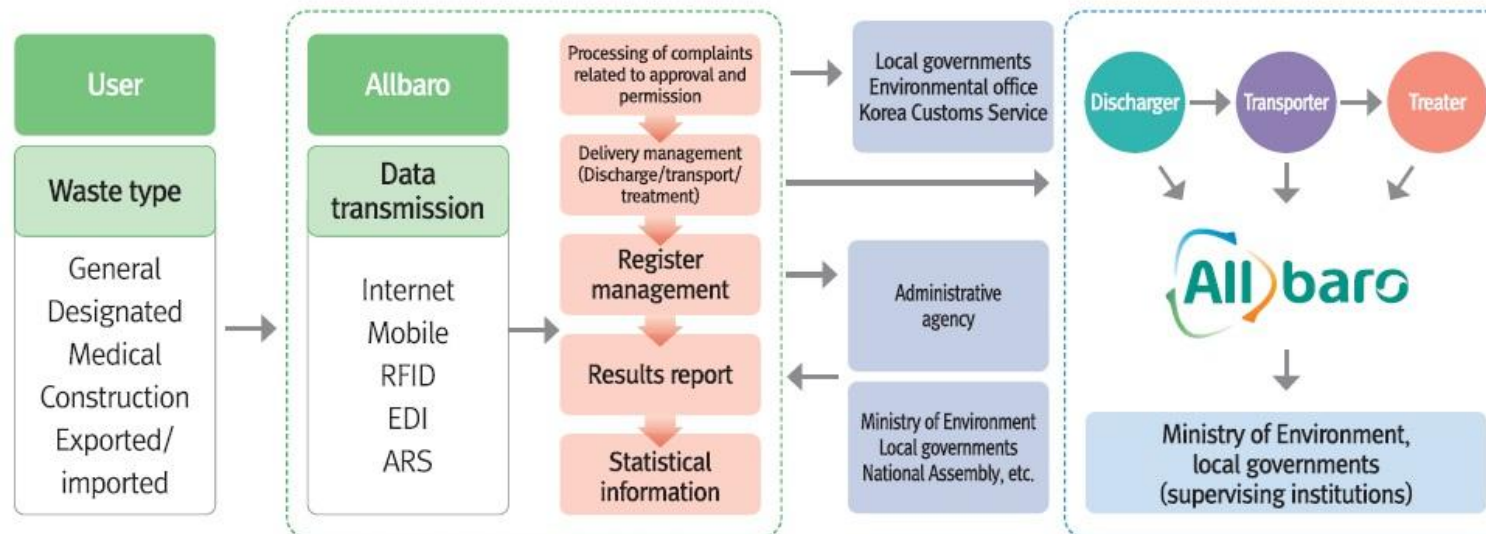 User
Waste type
General
Designated
Medical
Construction
Exported/
imported
Allbaro
Data
transmission
Internet
Mobile
RFID
EDI
ARS
Processing of complaints
related to approval and
permission
Delivery management
(Discharge/transport/
treatment)
Register
management
Results report
Statistical
information
Local governments
Environmental office
Korea Customs Service
Administrative
agency
Ministry of Environment
Local governments
National Assembly, etc.
Discharger
Transporter
Treater
Allbaro
Ministry of Environment,
local governments
(supervising institutions)